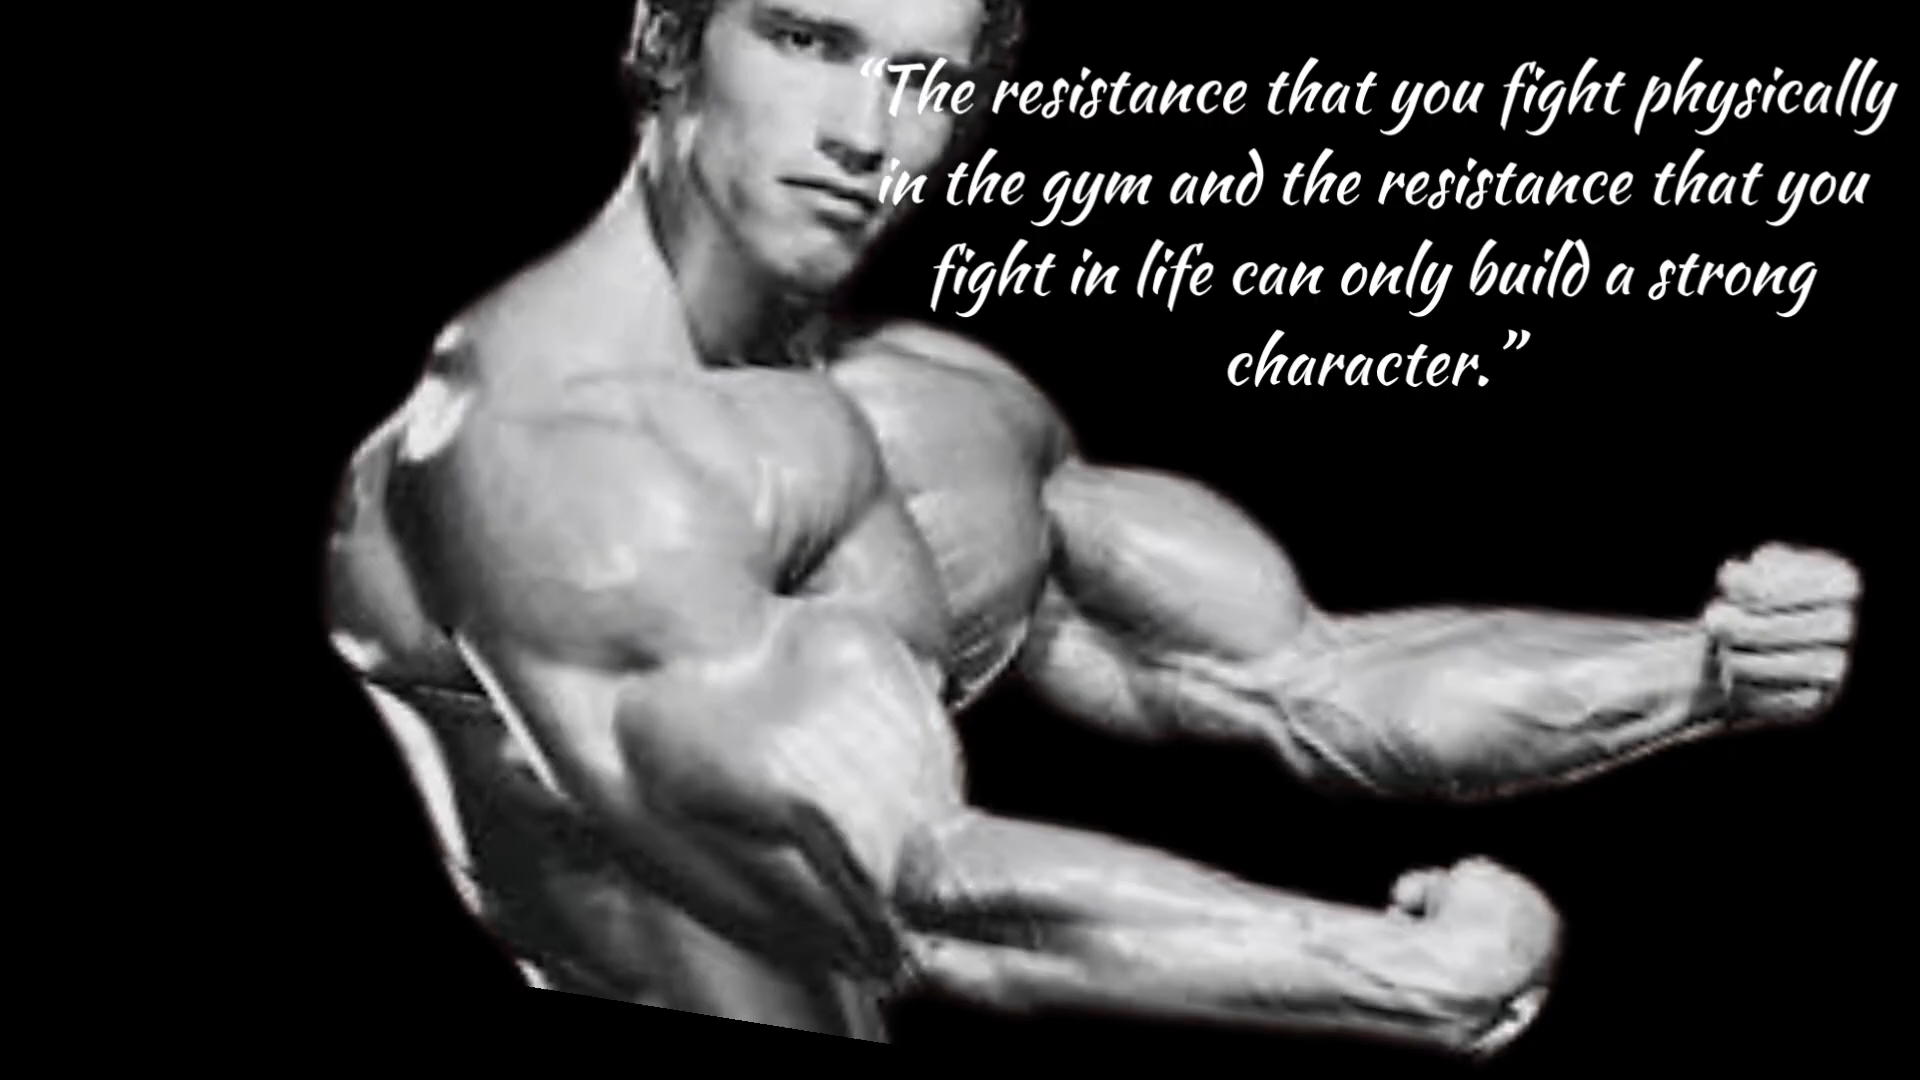 “The resistance that you fight physically
in the gym and the resistance that you
fight in life can only build a strong
character.”